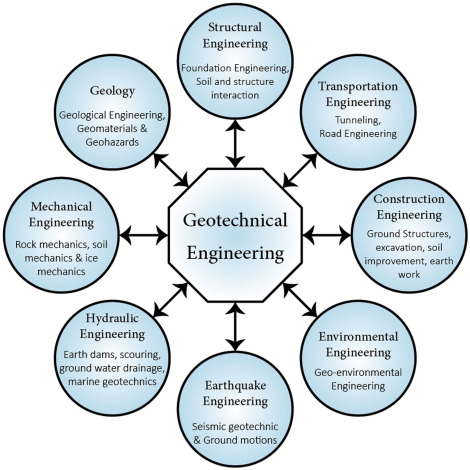 Structural
Engineering
Foundation Engineering,
Soil and structure
interaction
Geology
Geological Engineering,
Geomaterials &
Geohazards
Transportation
Engineering
Tunneling,
Road Engineering
Mechanical
Engineering
Rock mechanics, soil
mechanics & ice
mechanics
Geotechnical
Engineering
Construction
Engineering
Ground Structures,
excavation, soil
improvement, earth
work
Hydraulic
Engineering
Earth dams, scouring,
ground water drainage,
marine geotechnics
Environmental
Engineering
Geo-environmental
Engineering
Earthquake
Engineering
Seismic geotechnic
& Ground motions